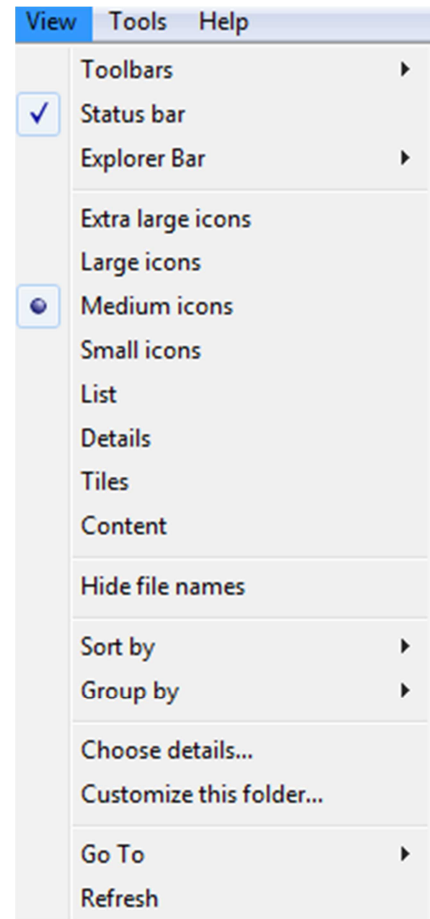 View Tools Help
Toolbars
Status bar
Explorer Bar
Extra large icons
Large icons
Medium icons
Small icons
List
Details
Tiles
Content
Hide file names
Sort by
Group by
Choose details...
Customize this folder...
Go To
Refresh